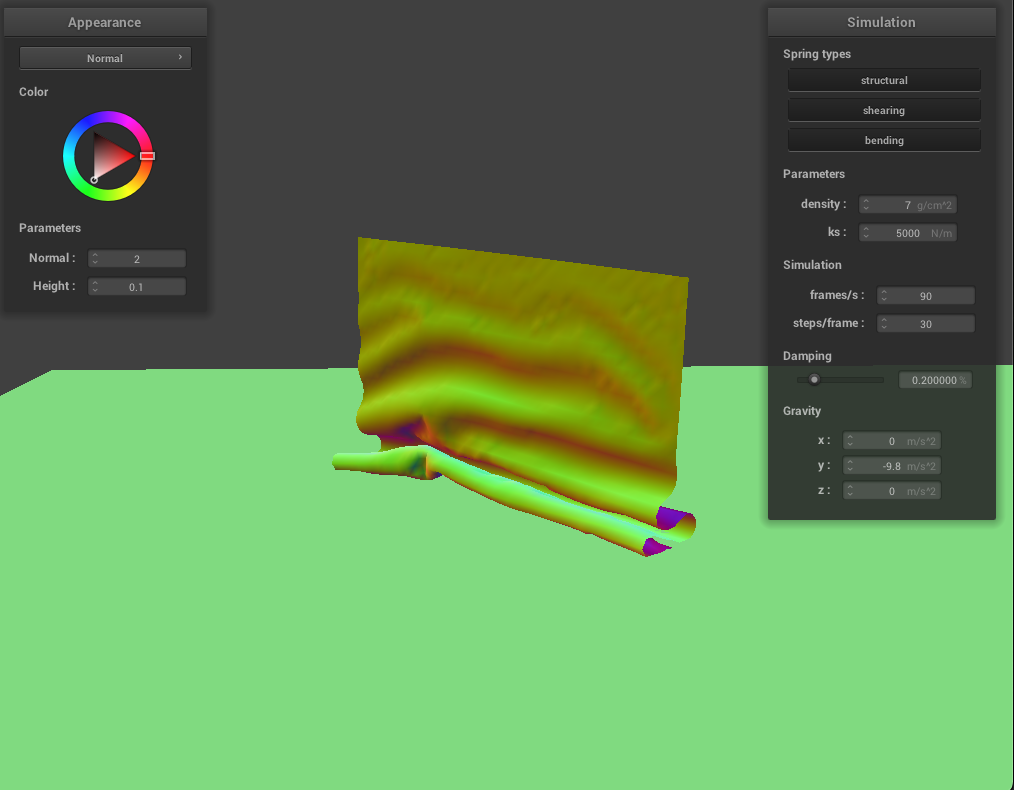 Appearance
Normal
Color
Parameters
Normal : 2
Height : 0.1
Simulation
Spring types
structural
shearing
bending
Parameters
density : 7 g/cm^2
ks : 5000 N/m
Simulation
frames/s : 90
steps/frame : 30
Damping
0.200000 %
Gravity
x : 0 m/s^2
y : -9.8 m/s^2
z : 0 m/s^2